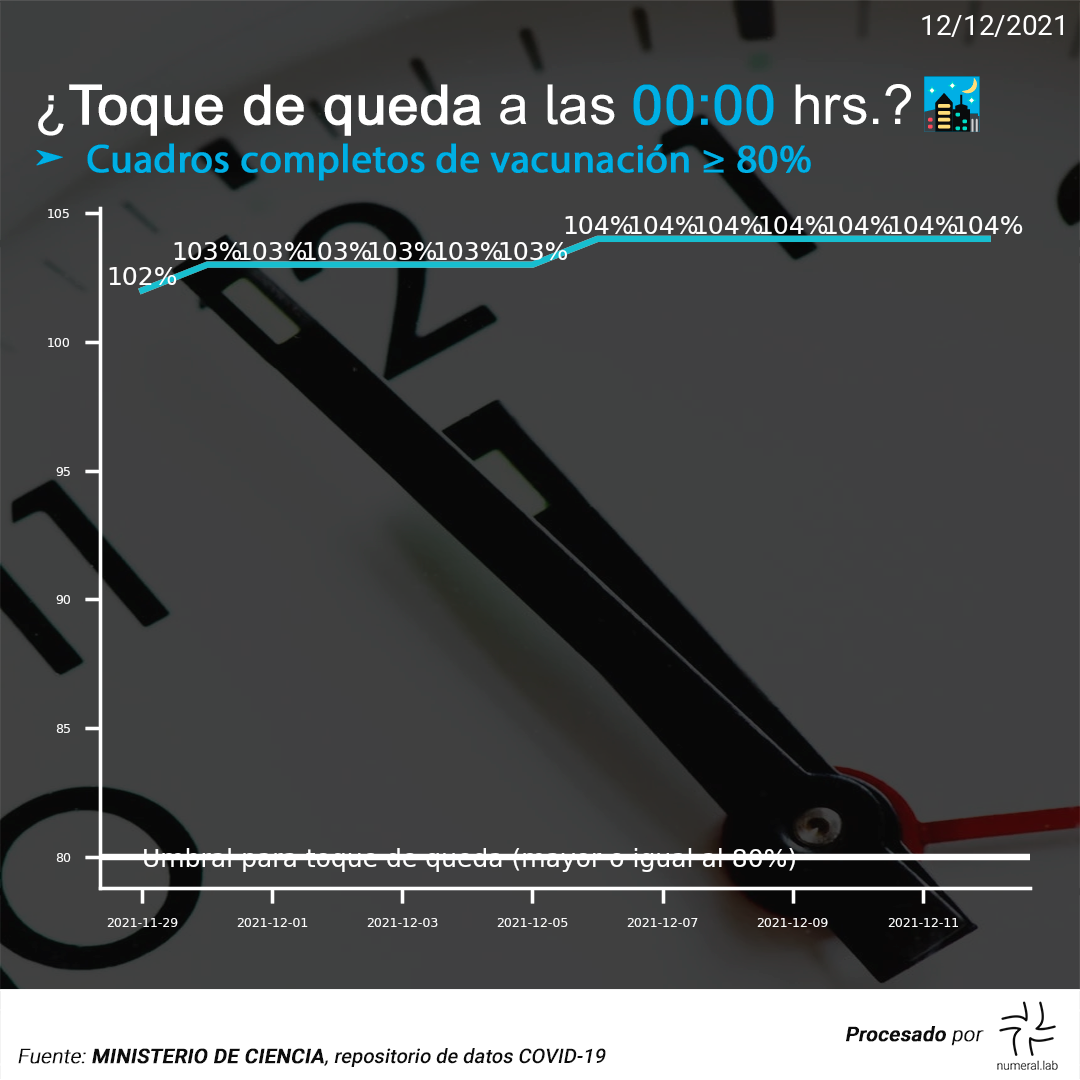 12/12/2021
¿Toque de queda a las 00:00 hrs.?
➤ Cuadros completos de vacunación ≥ 80%
105
102% 103% 103% 103% 103% 103% 103% 104% 104% 104% 104% 104% 104% 104%
100
95
90
85
80
Umbral para toque de queda (mayor o igual al 80%)
2021-11-29 2021-12-01 2021-12-03 2021-12-05 2021-12-07 2021-12-09 2021-12-11
Fuente: MINISTERIO DE CIENCIA, repositorio de datos COVID-19
Procesado por
numeral.lab